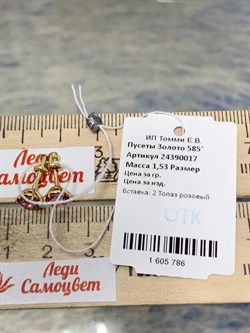 ИП Томми Е.В.
Пусеты Золото 585°
Артикул 24390017
Масса 1,53 Размер
Цена за гр.
Цена за изд.
Вставка: 2 Топаз розовый
ОТК
1 605 786
Леди
Самоцвет
Леди
Самоцвет